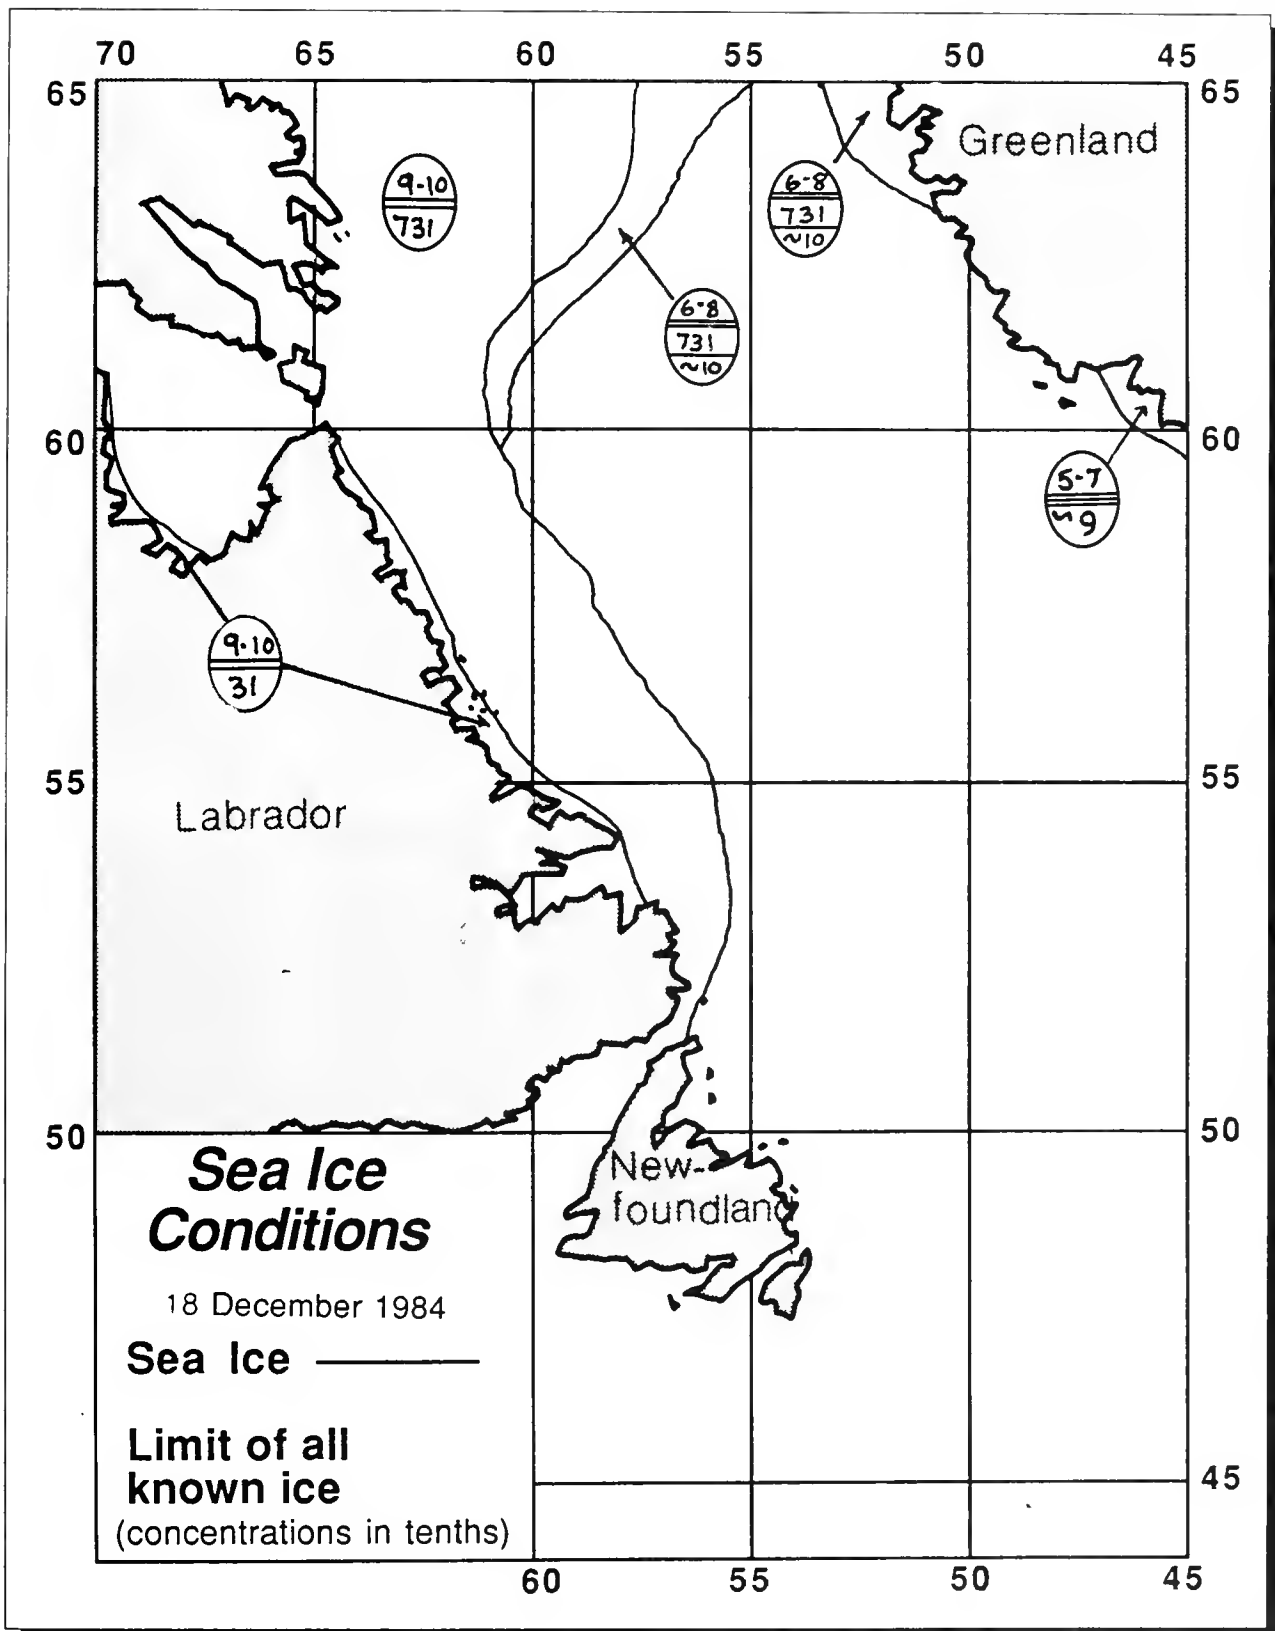 70 65 60 55 50 45
65 65
Greenland
9-10
731
6-8
731
~10
6-8
731
~10
60 60
5-7
~9
9-10
31
55 55
Labrador
50 50
New-
foundland
Sea Ice
Conditions
18 December 1984
Sea Ice
Limit of all
known ice
(concentrations in tenths)
45
60 55 50 45